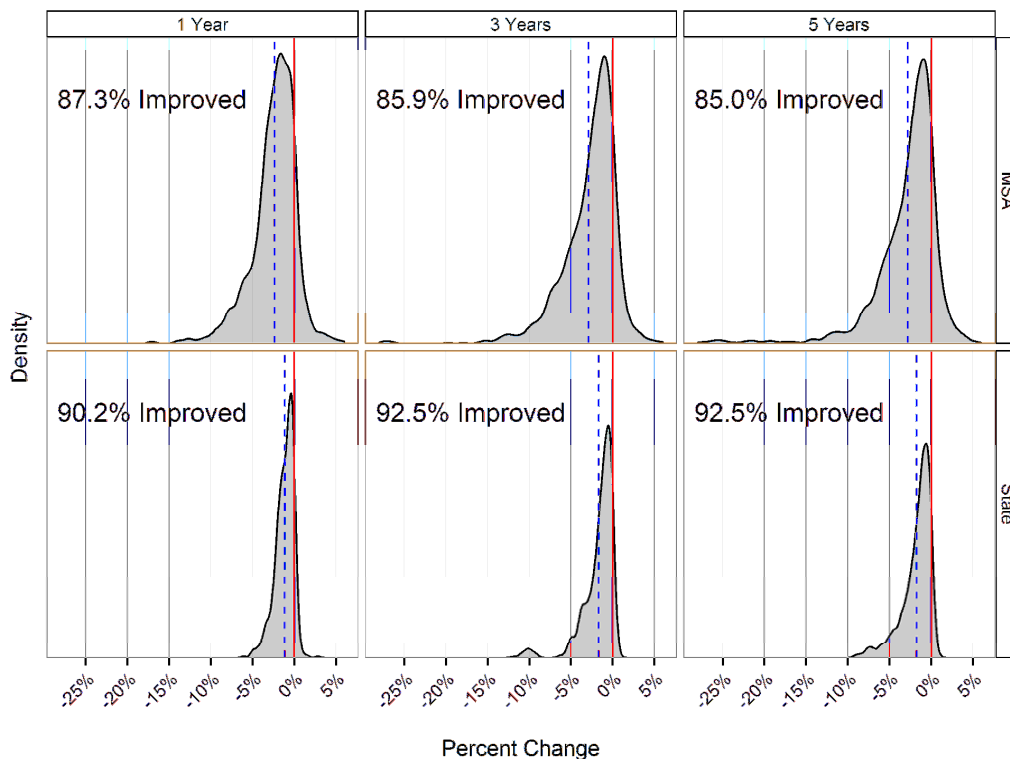 1 Year
3 Years
5 Years
87.3% Improved
85.9% Improved
85.0% Improved
MSA
90.2% Improved
92.5% Improved
92.5% Improved
State
Density
-25% -20% -15% -10% -5% 0% 5%
-25% -20% -15% -10% -5% 0% 5%
-25% -20% -15% -10% -5% 0% 5%
Percent Change